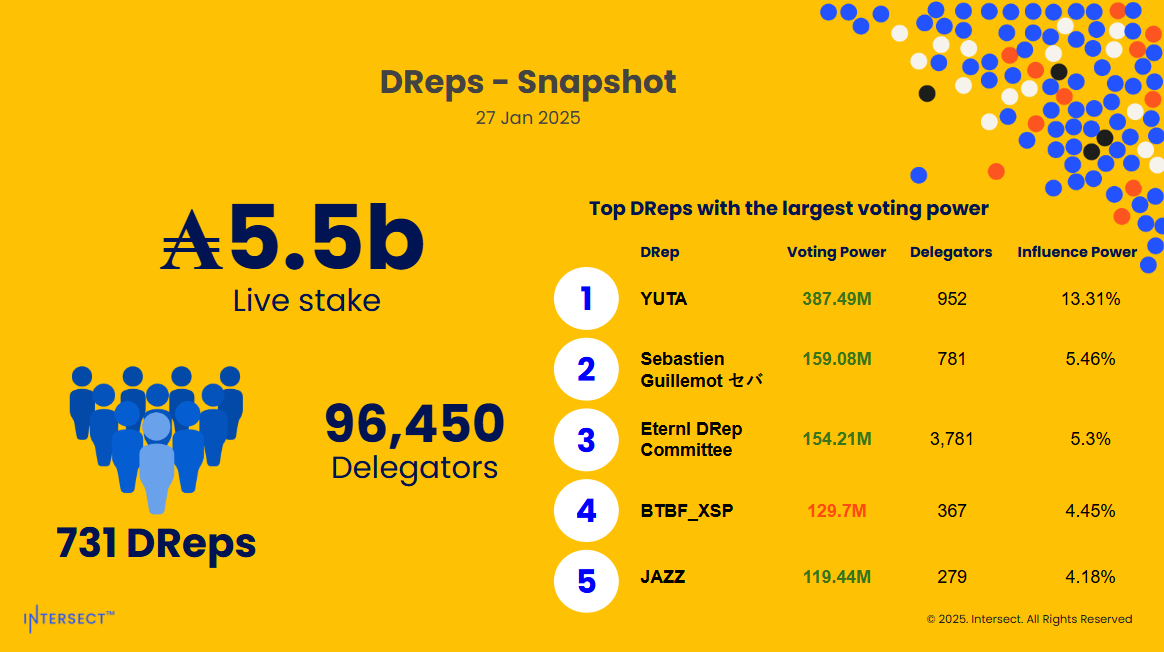 DReps - Snapshot
27 Jan 2025
₳5.5b
Live stake
96,450
Delegators
731 DReps
Top DReps with the largest voting power
DRep Voting Power Delegators Influence Power
1 YUTA 387.49M 952 13.31%
2 Sebastien Guillemot セバ 159.08M 781 5.46%
3 Eternl DRep Committee 154.21M 3,781 5.3%
4 BTBF_XSP 129.7M 367 4.45%
5 JAZZ 119.44M 279 4.18%
INTERSECT™
© 2025. Intersect. All Rights Reserved